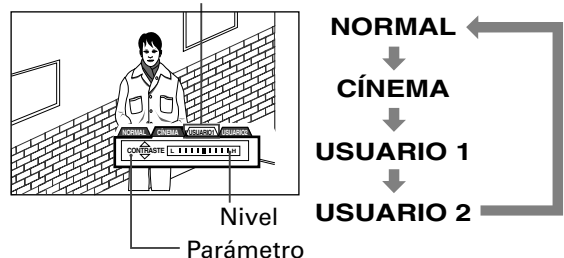 NORMAL
CÍNEMA
USUARIO 1
USUARIO 2
NORMAL CÍNEMA USUARIO1 USUARIO2
CONTRASTE L H
Nivel
Parámetro